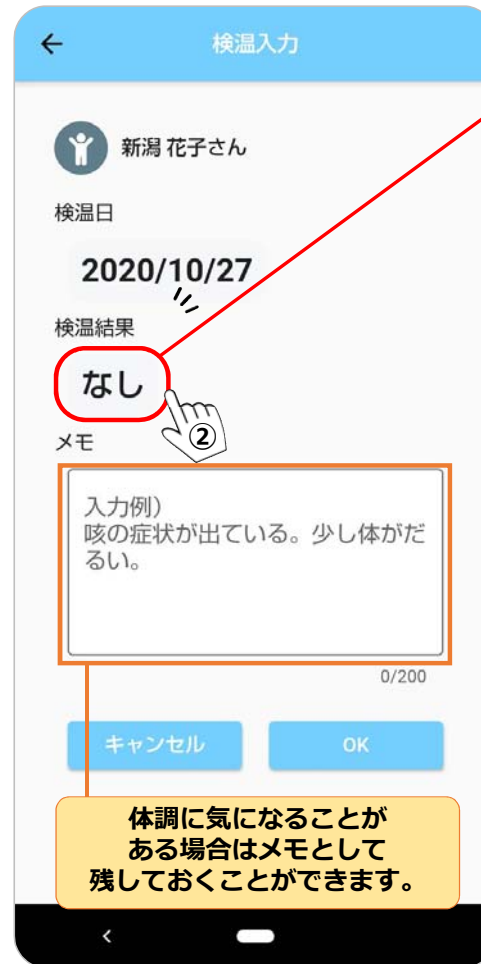 検温入力
新潟 花子さん
検温日
2020/10/27
検温結果
なし
②
メモ
入力例)
咳の症状が出ている。少し体がだ
るい。
0/200
キャンセル
OK
体調に気になることが
ある場合はメモとして
残しておくことができます。